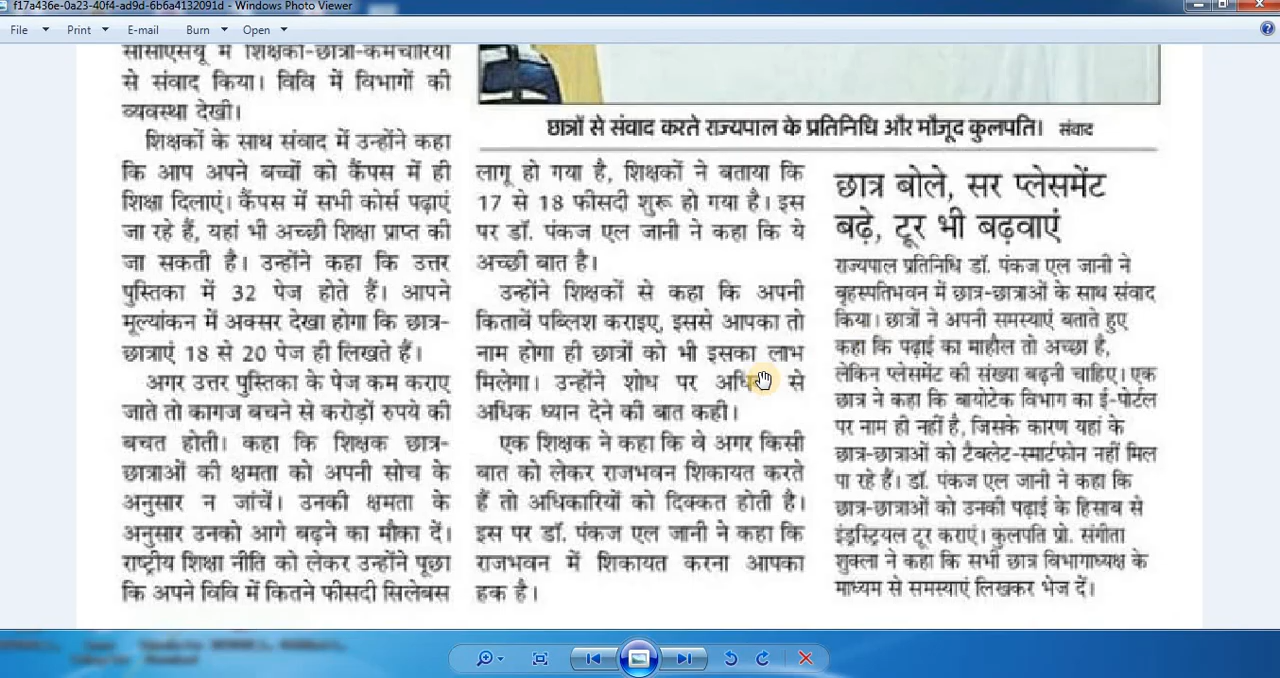 f17a436e-0a23-40f4-ad9d-6b6a4132091d - Windows Photo Viewer
File Print E-mail Burn Open
सीसीएसयू में शिक्षकों-छात्रों-कर्मचारियों
से संवाद किया। विवि में विभागों की
व्यवस्था देखी।
शिक्षकों के साथ संवाद में उन्होंने कहा
कि आप अपने बच्चों को कैंपस में ही
शिक्षा दिलाएं। कैंपस में सभी कोर्स पढ़ाएं
जा रहे हैं, यहां भी अच्छी शिक्षा प्राप्त की
जा सकती है। उन्होंने कहा कि उत्तर
पुस्तिका में 32 पेज होते हैं। आपने
मूल्यांकन में अक्सर देखा होगा कि छात्र-
छात्राएं 18 से 20 पेज ही लिखते हैं।
अगर उत्तर पुस्तिका के पेज कम कराए
जाते तो कागज बचने से करोड़ों रुपये की
बचत होती। कहा कि शिक्षक छात्र-
छात्राओं की क्षमता को अपनी सोच के
अनुसार न जांचें। उनकी क्षमता के
अनुसार उनको आगे बढ़ने का मौका दें।
राष्ट्रीय शिक्षा नीति को लेकर उन्होंने पूछा
कि अपने विवि में कितने फीसदी सिलेबस
छात्रों से संवाद करते राज्यपाल के प्रतिनिधि और मौजूद कुलपति। संवाद
लागू हो गया है, शिक्षकों ने बताया कि
17 से 18 फीसदी शुरू हो गया है। इस
पर डॉ. पंकज एल जानी ने कहा कि ये
अच्छी बात है।
उन्होंने शिक्षकों से कहा कि अपनी
किताबें पब्लिश कराइए, इससे आपका तो
नाम होगा ही छात्रों को भी इसका लाभ
मिलेगा। उन्होंने शोध पर से
अधिक ध्यान देने की बात कही।
एक शिक्षक ने कहा कि वे अगर किसी
बात को लेकर राजभवन शिकायत करते
हैं तो अधिकारियों को दिक्कत होती है।
इस पर डॉ. पंकज एल जानी ने कहा कि
राजभवन में शिकायत करना आपका
हक है।
छात्र बोले, सर प्लेसमेंट
बढ़े, टूर भी बढ़वाएं
राज्यपाल प्रतिनिधि डॉ. पंकज एल जानी ने
बृहस्पतिभवन में छात्र-छात्राओं के साथ संवाद
किया। छात्रों ने अपनी समस्याएं बताते हुए
कहा कि पढ़ाई का माहौल तो अच्छा है,
लेकिन प्लेसमेंट की संख्या बढ़नी चाहिए। एक
छात्र ने कहा कि बायोटेक विभाग का ई-पोर्टल
पर नाम ही नहीं है, जिसके कारण यहां के
छात्र-छात्राओं को टैबलेट-स्मार्टफोन नहीं मिल
पा रहे हैं। डॉ. पंकज एल जानी ने कहा कि
छात्र-छात्राओं को उनकी पढ़ाई के हिसाब से
इंडस्ट्रियल टूर कराएं। कुलपति प्रो. संगीता
शुक्ला ने कहा कि सभी छात्र विभागाध्यक्ष के
माध्यम से समस्याएं लिखकर भेज दें।